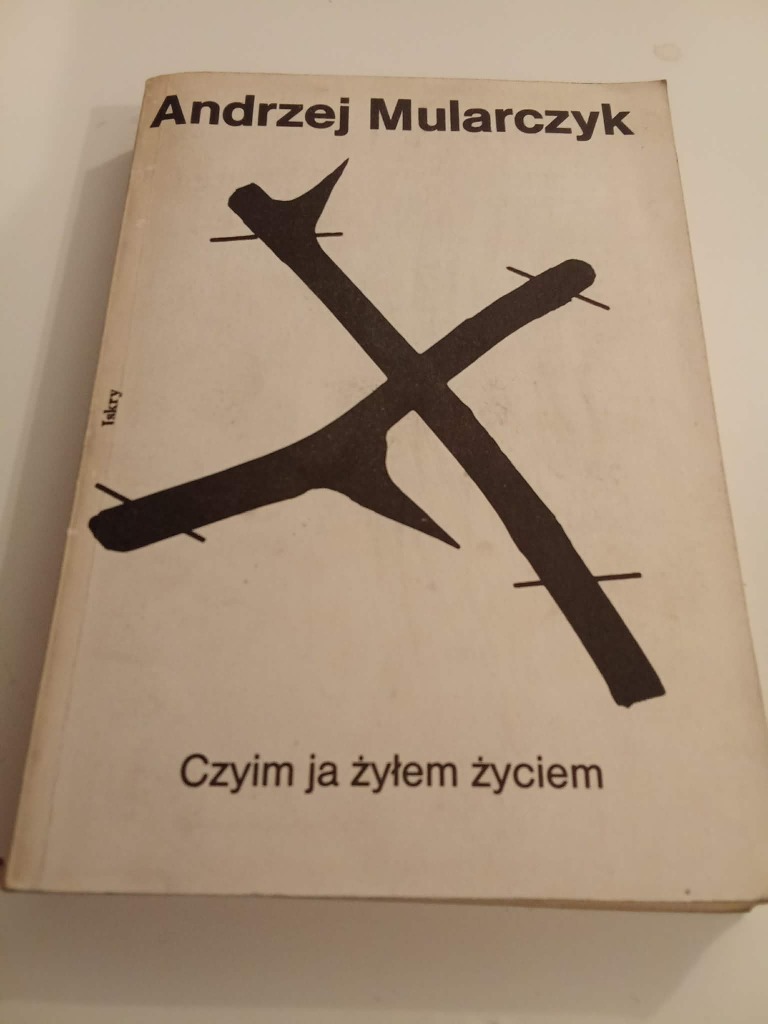 Andrzej Mularczyk
Iskry
Czyim ja żyłem życiem